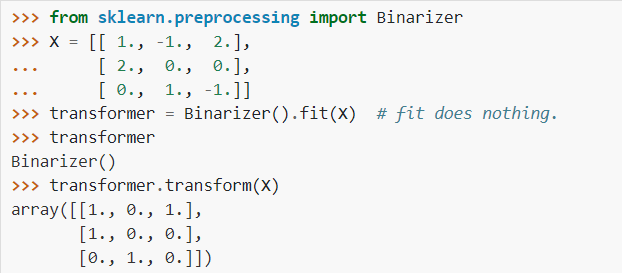 >>> from sklearn.preprocessing import Binarizer
>>> X = [[ 1., -1.,  2.],
...      [ 2.,  0.,  0.],
...      [ 0.,  1., -1.]]
>>> transformer = Binarizer().fit(X)  # fit does nothing.
>>> transformer
Binarizer()
>>> transformer.transform(X)
array([[1., 0., 1.],
       [1., 0., 0.],
       [0., 1., 0.]])